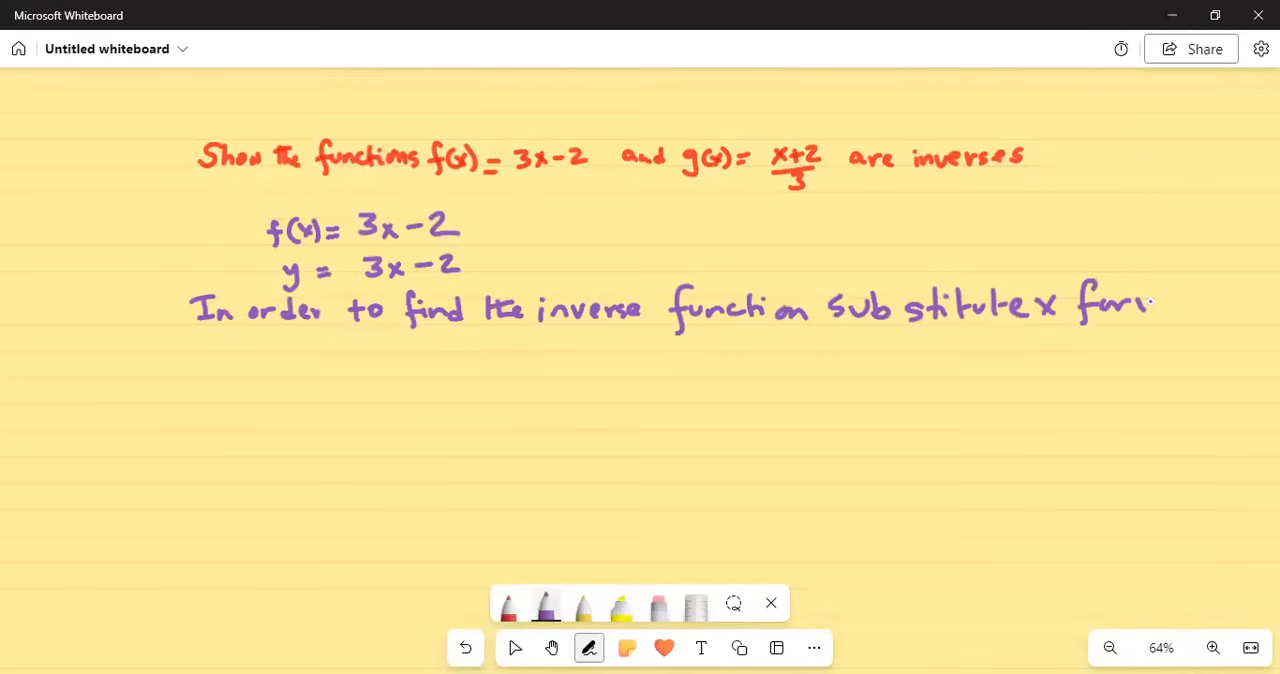 Microsoft Whiteboard
Untitled whiteboard
Share
Show the functions f(x) = 3x-2 and g(x) = x+2/3 are inverses
f(x) = 3x-2
y = 3x-2
In order to find the inverse function substitute x for
64%